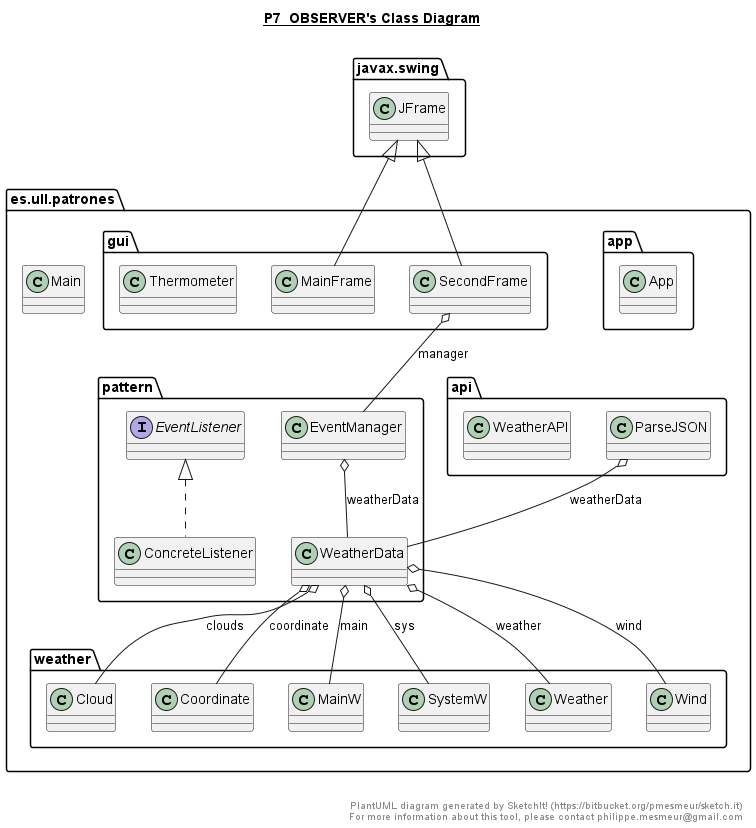 P7_OBSERVER's Class Diagram
javax.swing
C JFrame
es.ull.patrones
gui
app
C Main
C Thermometer
C MainFrame
C SecondFrame
C App
manager
pattern
api
I EventListener
C EventManager
C WeatherAPI
C ParseJSON
weatherData
weatherData
C ConcreteListener
C WeatherData
clouds
coordinate
main
sys
weather
wind
weather
C Cloud
C Coordinate
C MainW
C SystemW
C Weather
C Wind
PlantUML diagram generated by SketchIt! (https://bitbucket.org/pmesmeur/sketch.it)
For more information about this tool, please contact philippe.mesmeur@gmail.com